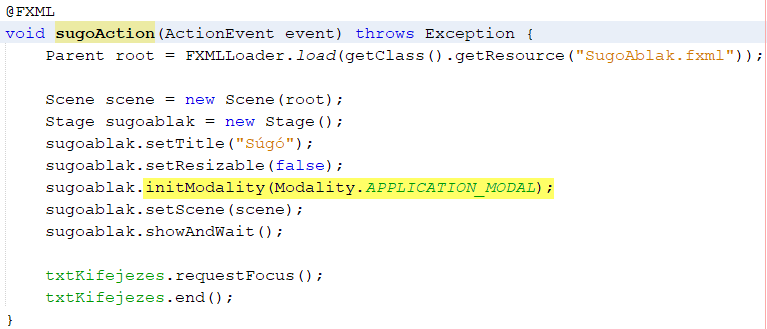 @FXML
void sugoAction(ActionEvent event) throws Exception {
    Parent root = FXMLLoader.load(getClass().getResource("SugoAblak.fxml"));
    Scene scene = new Scene(root);
    Stage sugoablak = new Stage();
    sugoablak.setTitle("Súgó");
    sugoablak.setResizable(false);
    sugoablak.initModality(Modality.APPLICATION_MODAL);
    sugoablak.setScene(scene);
    sugoablak.showAndWait();
    txtKifejezes.requestFocus();
    txtKifejezes.end();
}